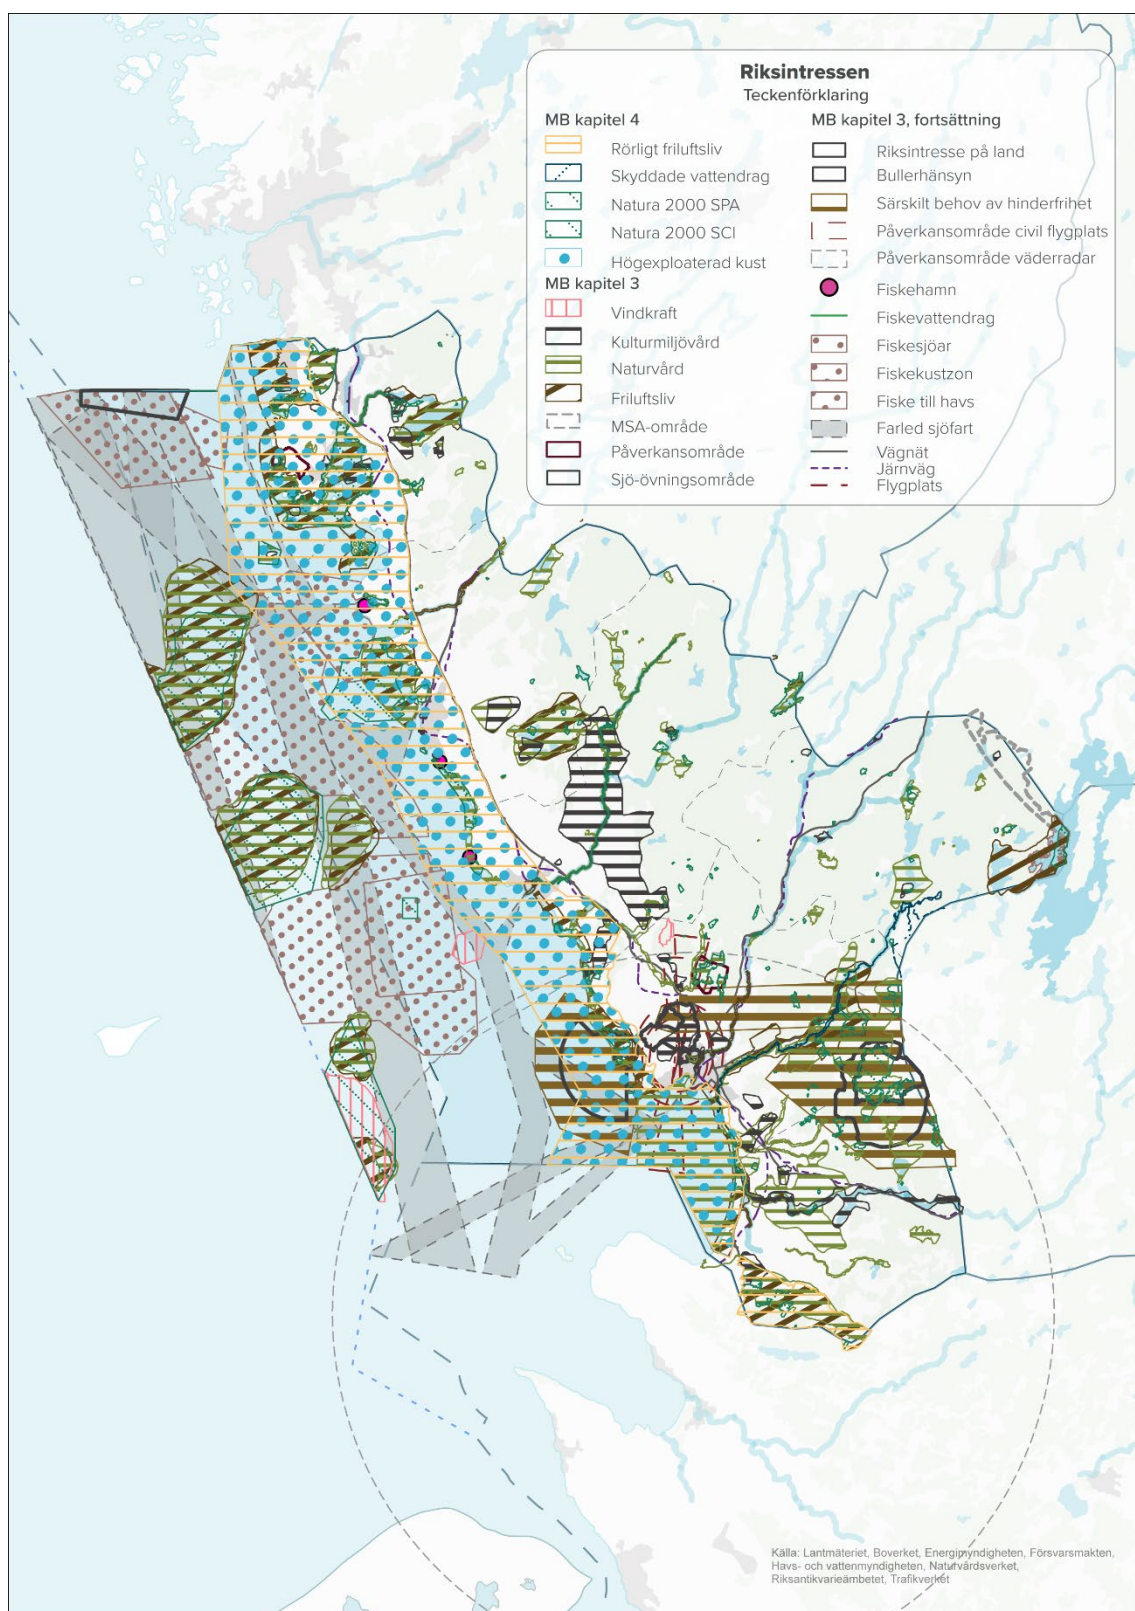 Riksintressen
Teckenförklaring
MB kapitel 4
Rörligt friluftsliv
Skyddade vattendrag
Natura 2000 SPA
Natura 2000 SCI
Högexploaterad kust
MB kapitel 3
Vindkraft
Kulturmiljövård
Naturvård
Friluftsliv
MSA-område
Påverkansområde
Sjö-övningsområde
MB kapitel 3, fortsättning
Riksintresse på land
Bullerhänsyn
Särskilt behov av hinderfrihet
Påverkansområde civil flygplats
Påverkansområde väderradar
Fiskehamn
Fiskevattendrag
Fiskesjöar
Fiskekustzon
Fiske till havs
Farled sjöfart
Vägnät
Järnväg
Flygplats
Källa: Lantmäteriet, Boverket, Energimyndigheten, Försvarsmakten,
Havs- och vattenmyndigheten, Naturvårdsverket,
Riksantikvarieämbetet, Trafikverket